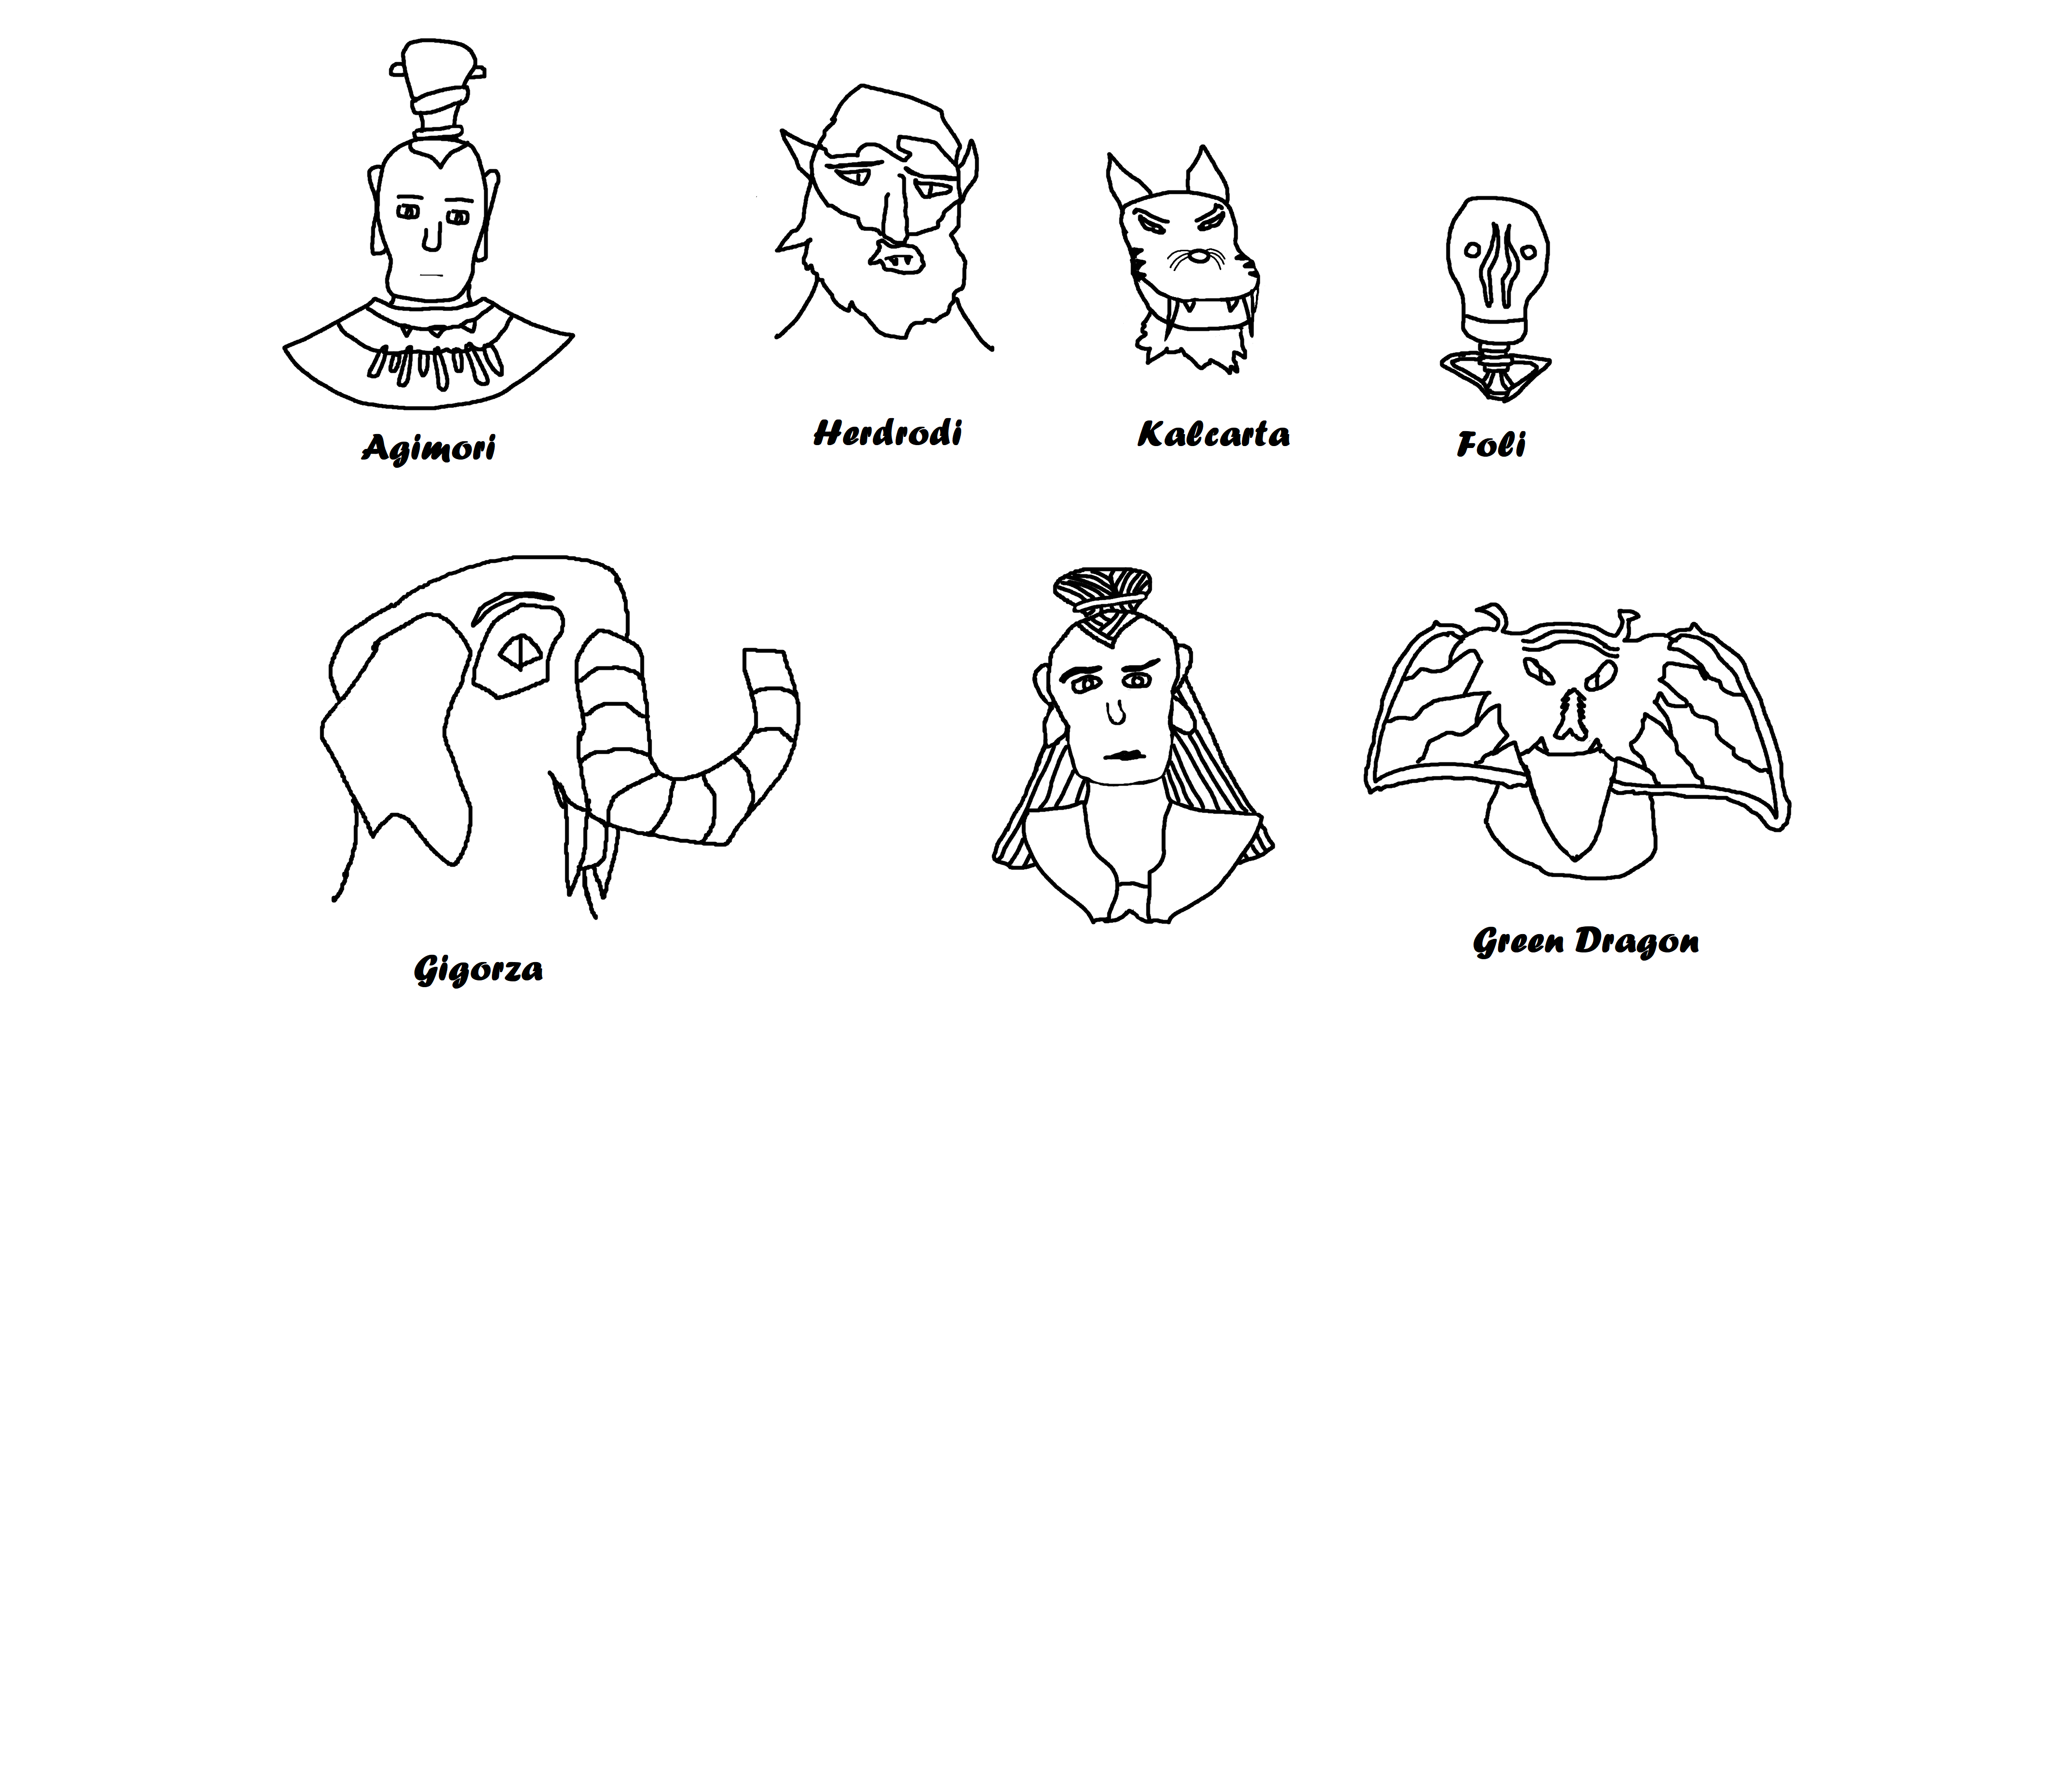 Agimori
Herdrodi
Kalcarta
Foli
Gigorza
Green Dragon